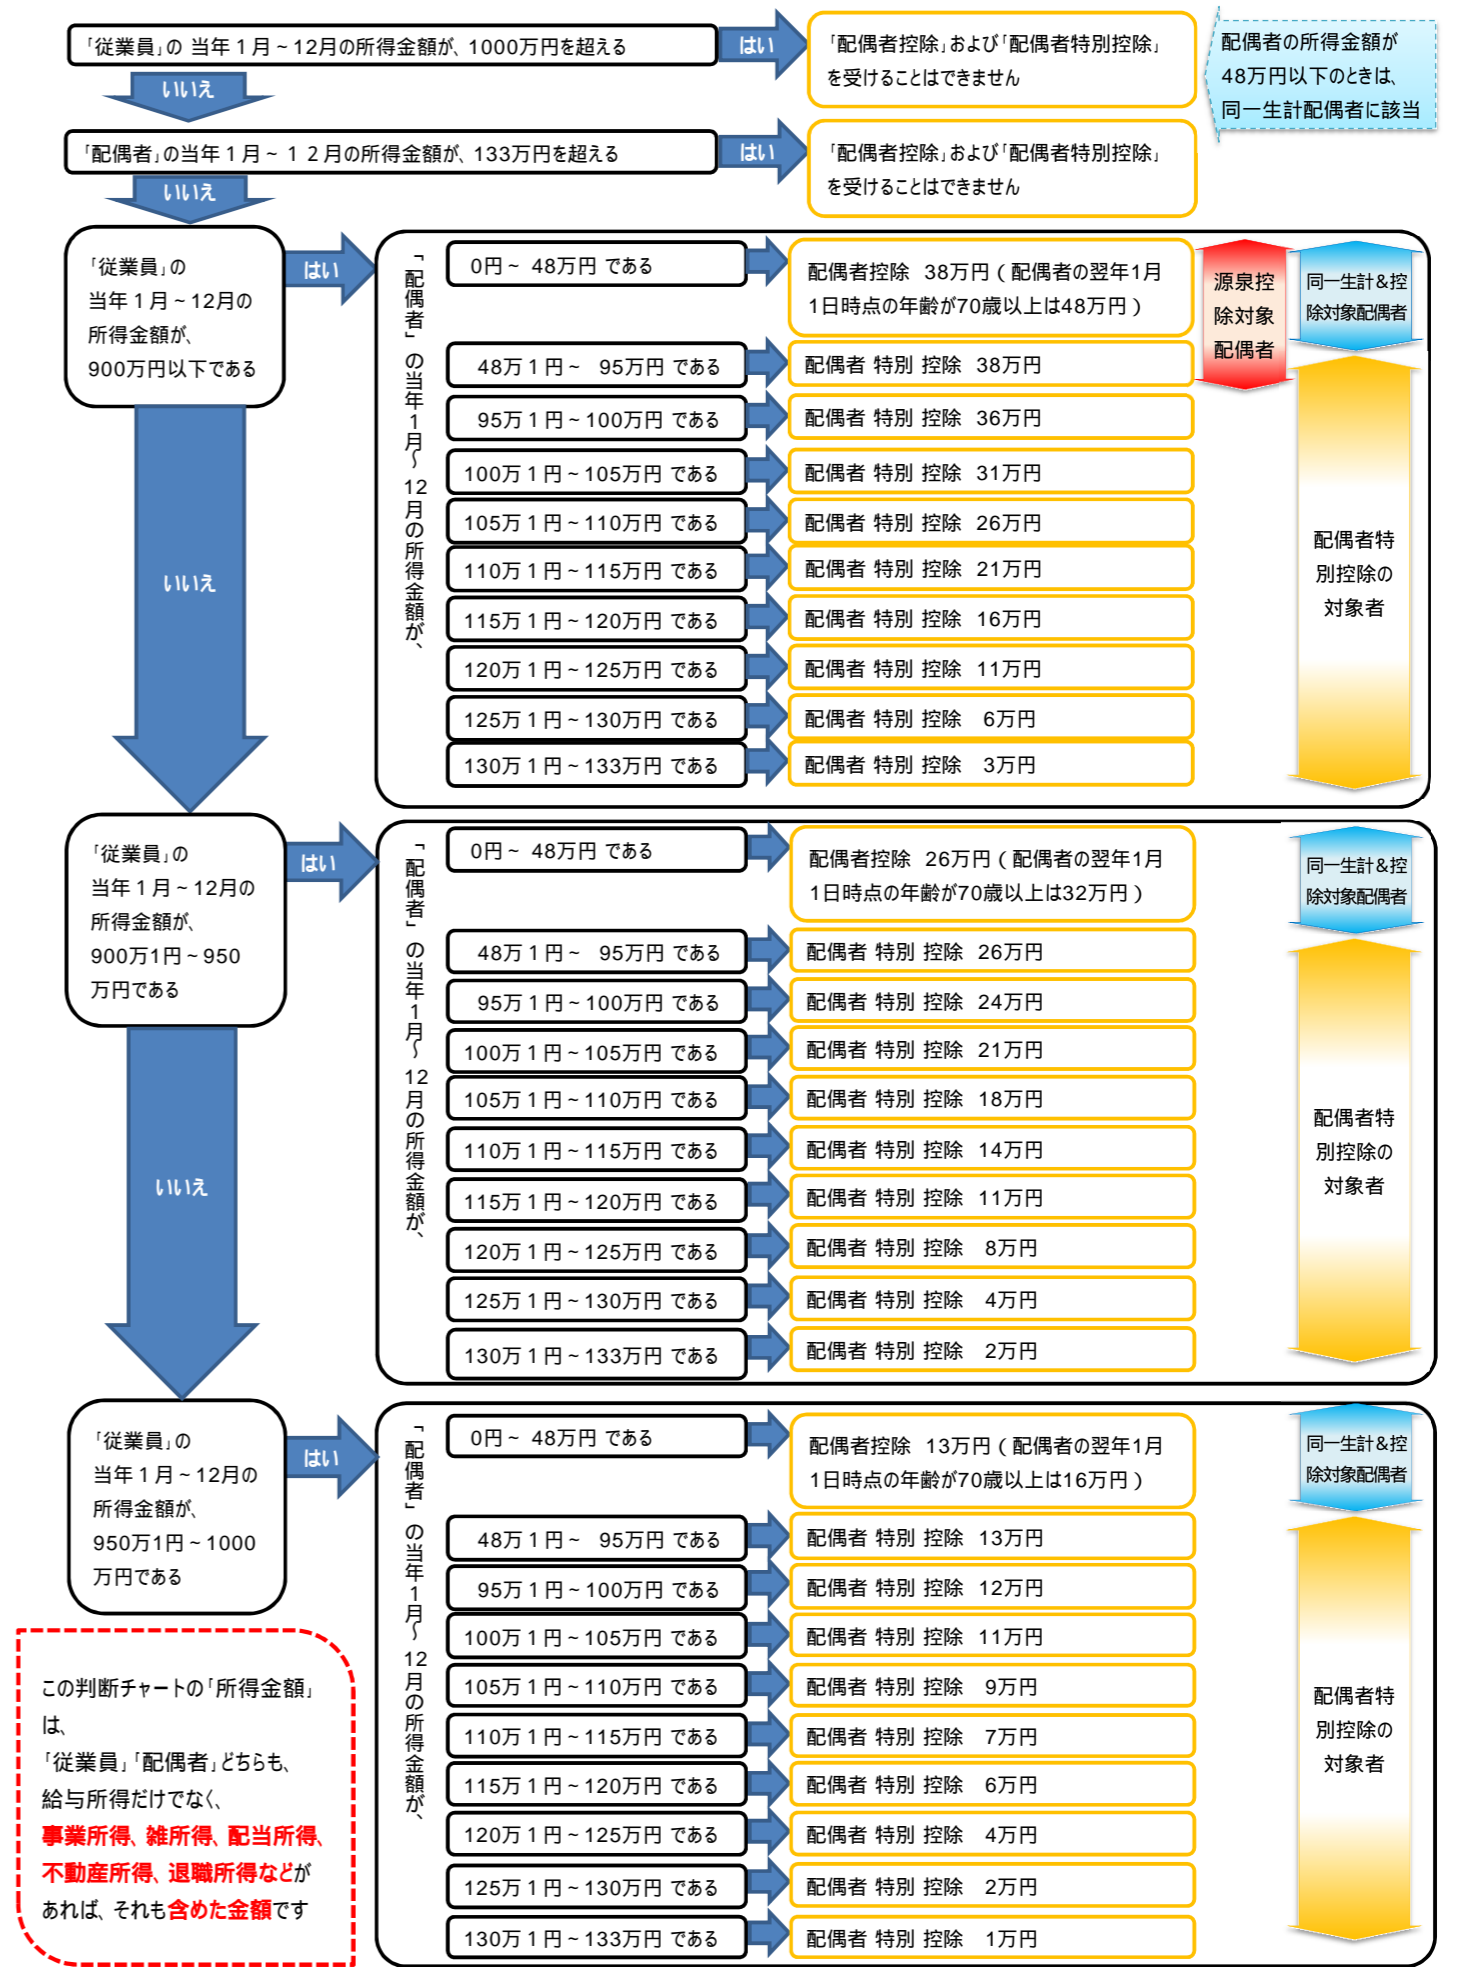 「従業員」の 当年１月～12月の所得金額が、1000万円を超える
はい
「配偶者控除」および「配偶者特別控除」
を受けることはできません
配偶者の所得金額が
48万円以下のときは、
同一生計配偶者に該当
いいえ
「配偶者」の当年１月～１２月の所得金額が、133万円を超える
はい
「配偶者控除」および「配偶者特別控除」
を受けることはできません
いいえ
「従業員」の
当年１月～12月の
所得金額が、
900万円以下である
はい
「配偶者」の当年１月～12月の所得金額が、
0円～ 48万円 である
配偶者控除 38万円（配偶者の翌年1月
1日時点の年齢が70歳以上は48万円）
源泉控
除対象
配偶者
同一生計＆控
除対象配偶者
48万１円～ 95万円 である
配偶者 特別 控除 38万円
95万１円～100万円 である
配偶者 特別 控除 36万円
100万１円～105万円 である
配偶者 特別 控除 31万円
105万１円～110万円 である
配偶者 特別 控除 26万円
110万１円～115万円 である
配偶者 特別 控除 21万円
115万１円～120万円 である
配偶者 特別 控除 16万円
120万１円～125万円 である
配偶者 特別 控除 11万円
125万１円～130万円 である
配偶者 特別 控除 6万円
130万１円～133万円 である
配偶者 特別 控除 3万円
配偶者特
別控除の
対象者
いいえ
「従業員」の
当年１月～12月の
所得金額が、
900万1円～950
万円である
はい
「配偶者」の当年１月～12月の所得金額が、
0円～ 48万円 である
配偶者控除 26万円（配偶者の翌年1月
1日時点の年齢が70歳以上は32万円）
同一生計＆控
除対象配偶者
48万１円～ 95万円 である
配偶者 特別 控除 26万円
95万１円～100万円 である
配偶者 特別 控除 24万円
100万１円～105万円 である
配偶者 特別 控除 21万円
105万１円～110万円 である
配偶者 特別 控除 18万円
110万１円～115万円 である
配偶者 特別 控除 14万円
115万１円～120万円 である
配偶者 特別 控除 11万円
120万１円～125万円 である
配偶者 特別 控除 8万円
125万１円～130万円 である
配偶者 特別 控除 4万円
130万１円～133万円 である
配偶者 特別 控除 2万円
配偶者特
別控除の
対象者
いいえ
「従業員」の
当年１月～12月の
所得金額が、
950万1円～1000
万円である
はい
「配偶者」の当年１月～12月の所得金額が、
0円～ 48万円 である
配偶者控除 13万円（配偶者の翌年1月
1日時点の年齢が70歳以上は16万円）
同一生計＆控
除対象配偶者
48万１円～ 95万円 である
配偶者 特別 控除 13万円
95万１円～100万円 である
配偶者 特別 控除 12万円
100万１円～105万円 である
配偶者 特別 控除 11万円
105万１円～110万円 である
配偶者 特別 控除 9万円
110万１円～115万円 である
配偶者 特別 控除 7万円
115万１円～120万円 である
配偶者 特別 控除 6万円
120万１円～125万円 である
配偶者 特別 控除 4万円
125万１円～130万円 である
配偶者 特別 控除 2万円
130万１円～133万円 である
配偶者 特別 控除 1万円
配偶者特
別控除の
対象者
この判断チャートの「所得金額」
は、
「従業員」「配偶者」どちらも、
給与所得だけでなく、
事業所得、雑所得、配当所得、
不動産所得、退職所得などが
あれば、それも含めた金額です